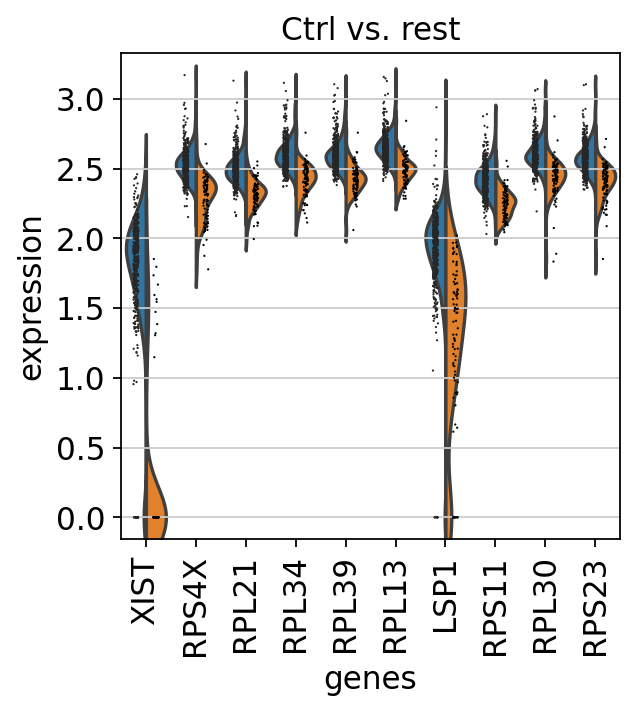 Ctrl vs. rest
expression
3.0
2.5
2.0
1.5
1.0
0.5
0.0
XIST
RPS4X
RPL21
RPL34
RPL39
RPL13
LSP1
RPS11
RPL30
RPS23
genes